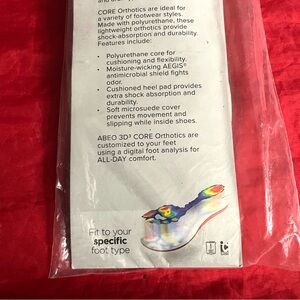 CORE Orthotics are ideal for
a variety of footwear styles.
Made with polyurethane, these
lightweight orthotics provide
shock-absorption and durability.
Features include:
• Polyurethane core for
cushioning and flexibility.
• Moisture-wicking AEGIS®
antimicrobial shield fights
odor.
• Cushioned heel pad provides
extra shock absorption and
durability.
• Soft microsuede cover
prevents movement and
slipping while inside shoes.
ABEO 3D³ CORE Orthotics are
customized to your feet
using a digital foot analysis for
ALL-DAY comfort.
Fit to your
specific
foot type